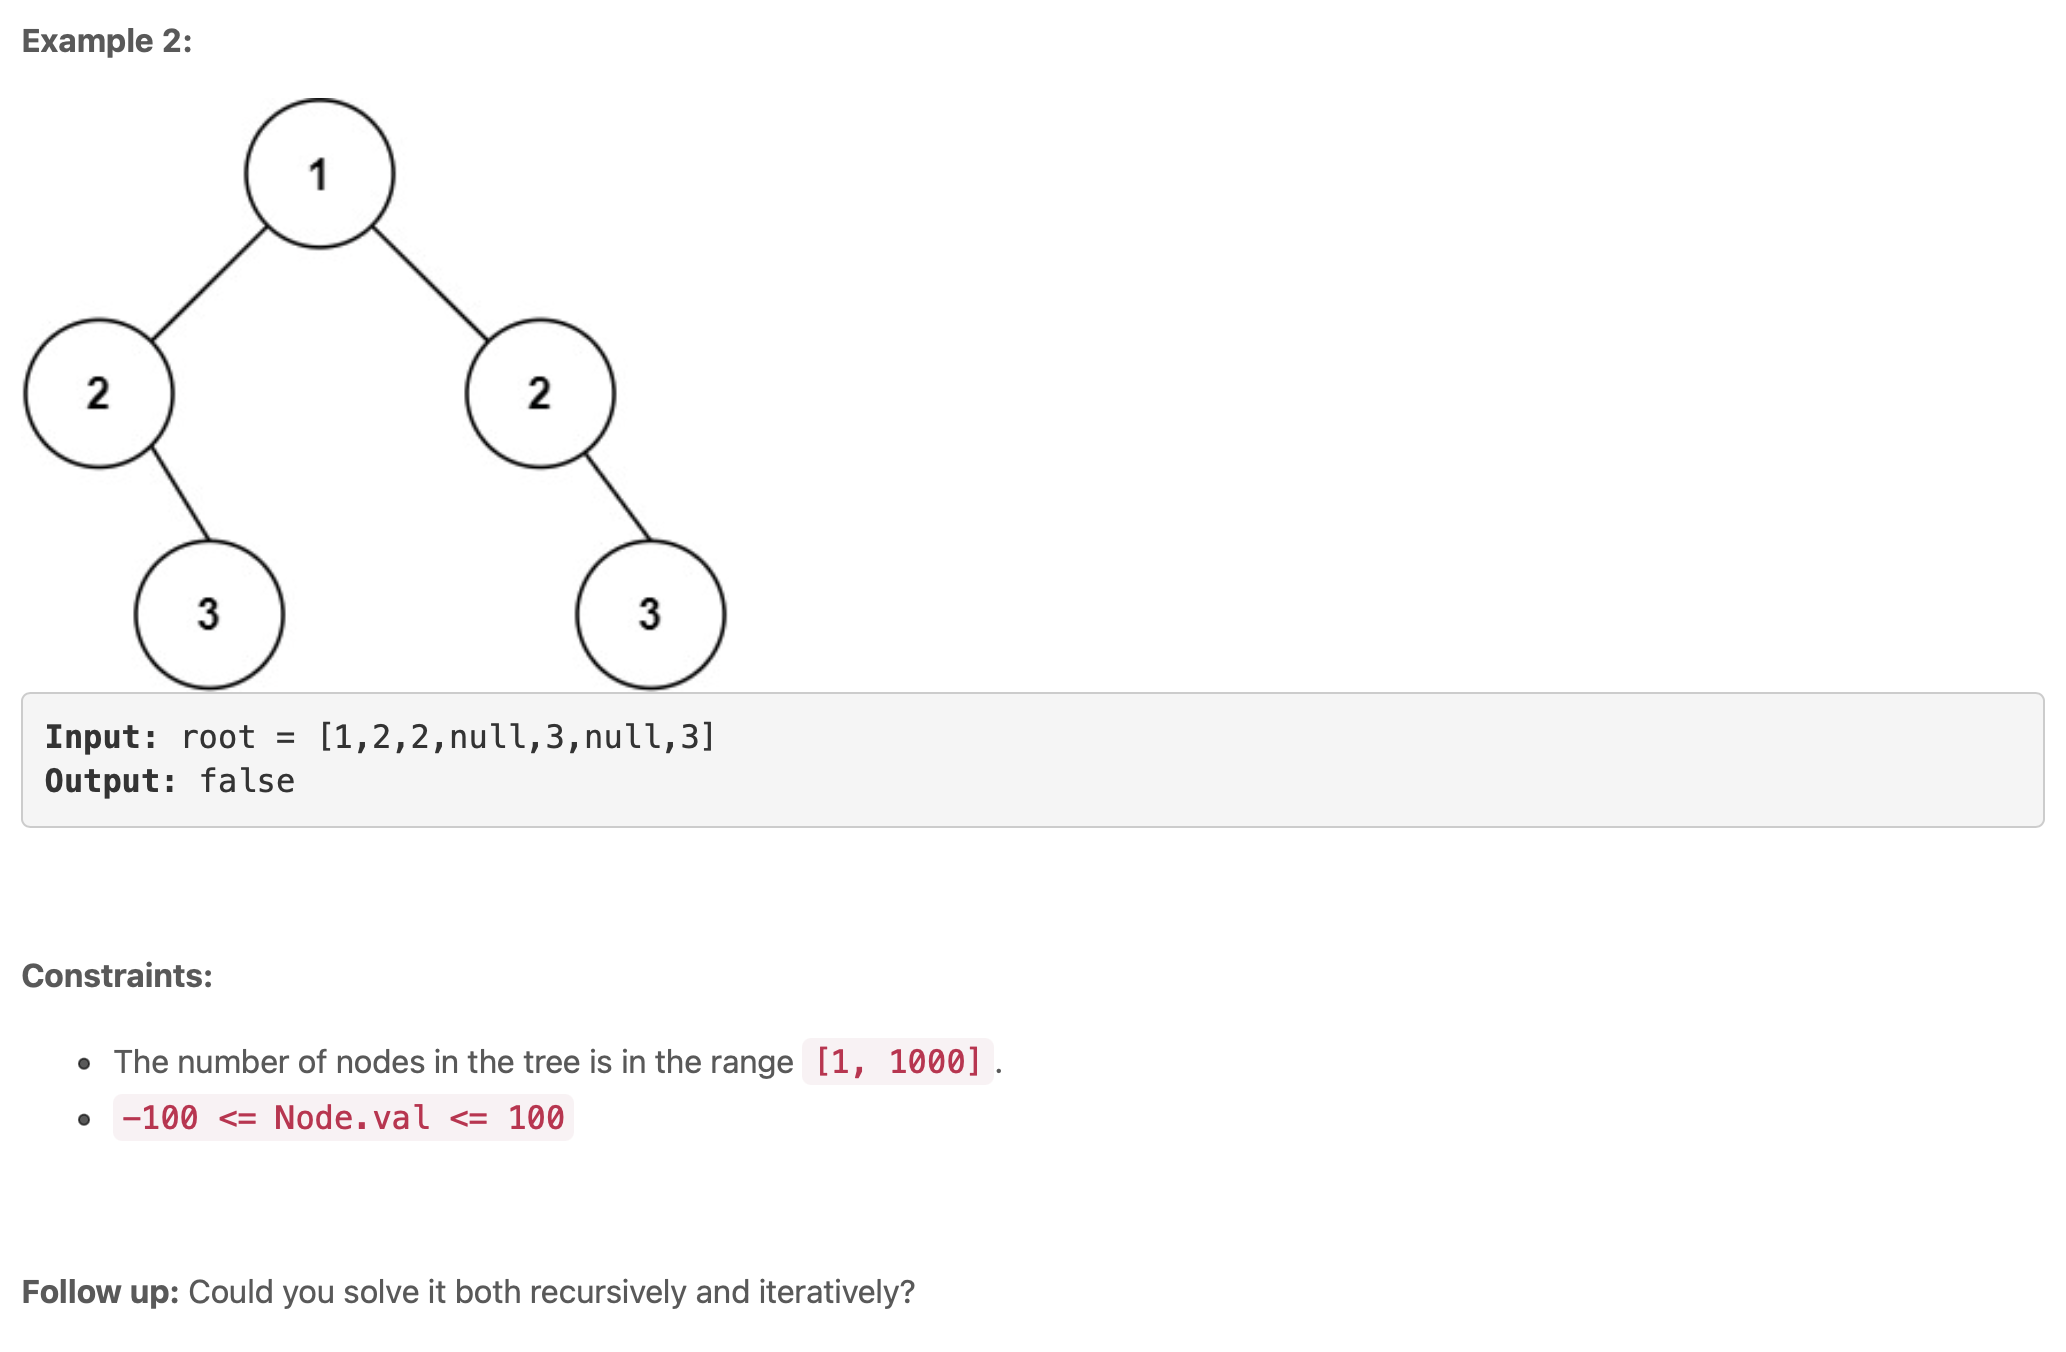 Example 2:
1
2 2
3 3
Input: root = [1,2,2,null,3,null,3]
Output: false
Constraints:
The number of nodes in the tree is in the range [1, 1000].
-100 <= Node.val <= 100
Follow up: Could you solve it both recursively and iteratively?